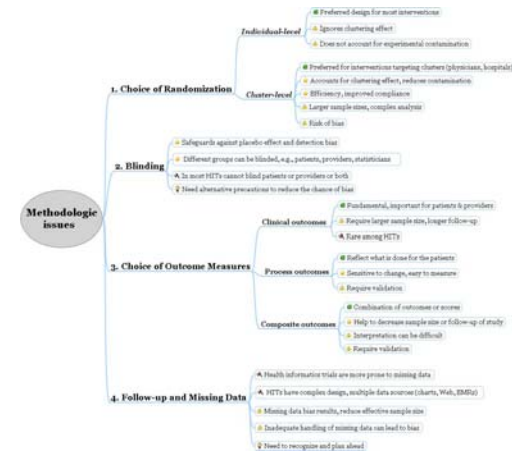 Methodologic
issues
1. Choice of Randomization
Individual-level
Preferred design for most interventions
Ignores clustering effect
Does not account for experimental contamination
Cluster-level
Preferred for interventions targeting clusters (physicians, hospitals)
Accounts for clustering effect, reduces contamination
Efficiency, improved compliance
Larger sample sizes, complex analysis
Risk of bias
2. Blinding
Safeguards against placebo effect and detection bias
Different groups can be blinded, e.g., patients, providers, statisticians
In most HITs cannot blind patients or providers or both
Need alternative precautions to reduce the chance of bias
3. Choice of Outcome Measures
Clinical outcomes
Fundamental, important for patients & providers
Require larger sample size, longer follow-up
Rare among HITs
Process outcomes
Reflect what is done for the patients
Sensitive to change, easy to measure
Require validation
Composite outcomes
Combination of outcomes or scores
Help to decrease sample size or follow-up of study
Interpretation can be difficult
Require validation
4. Follow-up and Missing Data
Health information trials are more prone to missing data
HITs have complex design, multiple data sources (charts, Web, EMRs)
Missing data bias results, reduce effective sample size
Inadequate handling of missing data can lead to bias
Need to recognize and plan ahead